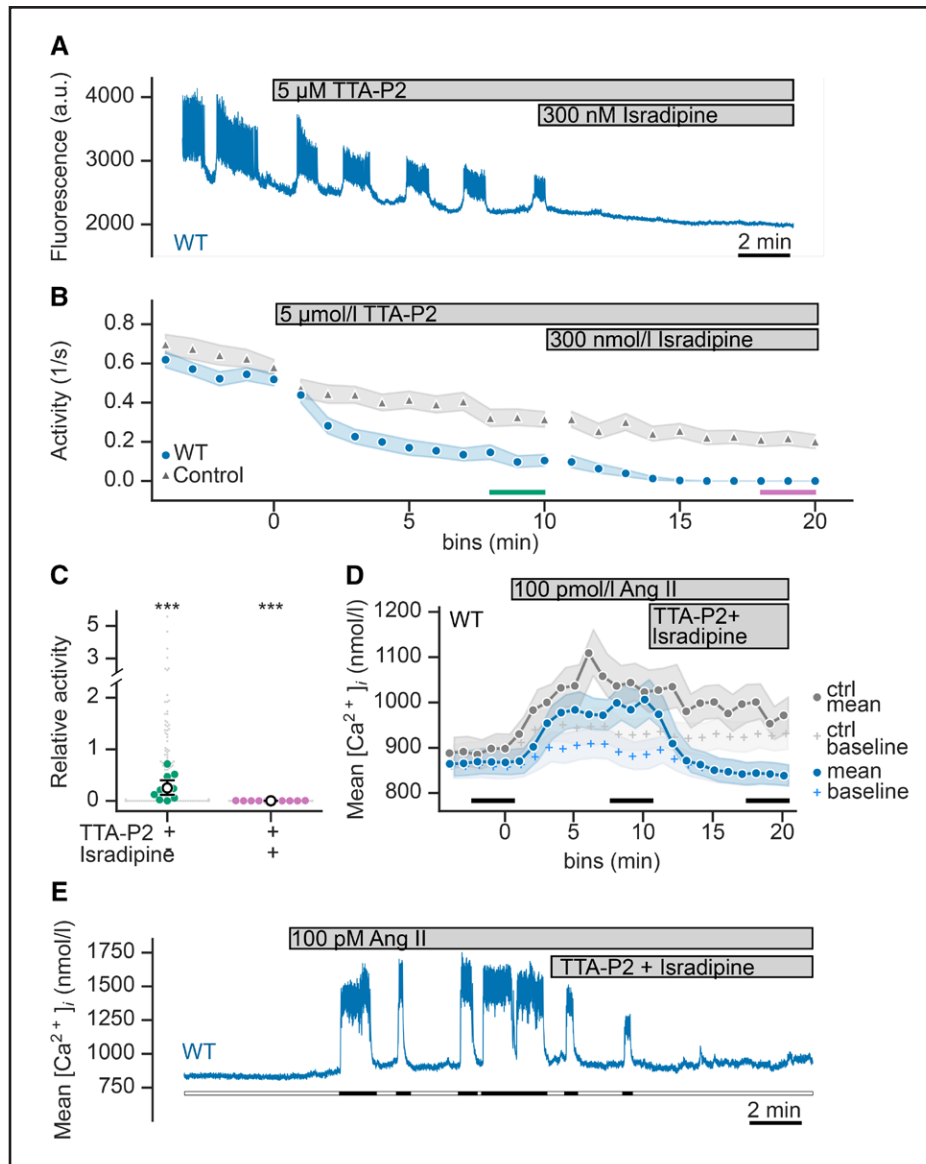 A
5 µM TTA-P2
300 nM Isradipine
Fluorescence (a.u.)
4000
3000
2000
WT
2 min
B
5 µmol/l TTA-P2
300 nmol/l Isradipine
Activity (1/s)
0.8
0.6
0.4
0.2
0.0
WT
Control
0 5 10 15 20
bins (min)
C
*** ***
Relative activity
5
3
2
1
0
TTA-P2 + +
Isradipine - +
D
WT
100 pmol/l Ang II
TTA-P2+
Isradipine
Mean [Ca2+]i (nmol/l)
1200
1100
1000
900
800
0 5 10 15 20
bins (min)
ctrl
mean
ctrl
baseline
mean
baseline
E
100 pM Ang II
TTA-P2 + Isradipine
Mean [Ca2+]i (nmol/l)
1750
1500
1250
1000
750
WT
2 min